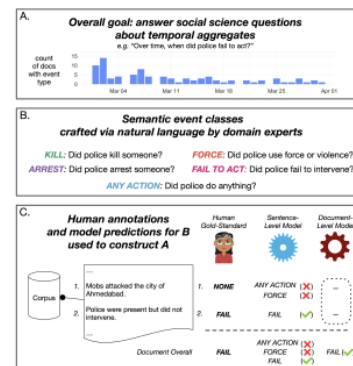 A.
Overall goal: answer social science questions
about temporal aggregates
e.g. "Over time, when did police fail to act?"
count
of docs
with event
type
15
10
5
0
Mar 04
Mar 11
Mar 18
Mar 25
Apr 01
B.
Semantic event classes
crafted via natural language by domain experts
KILL: Did police kill someone?
FORCE: Did police use force or violence?
ARREST: Did police arrest someone?
FAIL TO ACT: Did police fail to intervene?
ANY ACTION: Did police do anything?
C.
Human annotations
and model predictions for B
used to construct A
Human
Gold-Standard
Sentence-
Level Model
Document-
Level Model
Corpus
....
1. Mobs attacked the city of
Ahmedabad.
2. Police were present but did not
intervene.
....
1. NONE
ANY ACTION (X)
FORCE (X)
...
2. FAIL
FAIL (✓)
...
Document Overall
FAIL
ANY ACTION (X)
FORCE (X)
FAIL (✓)
FAIL (✓)